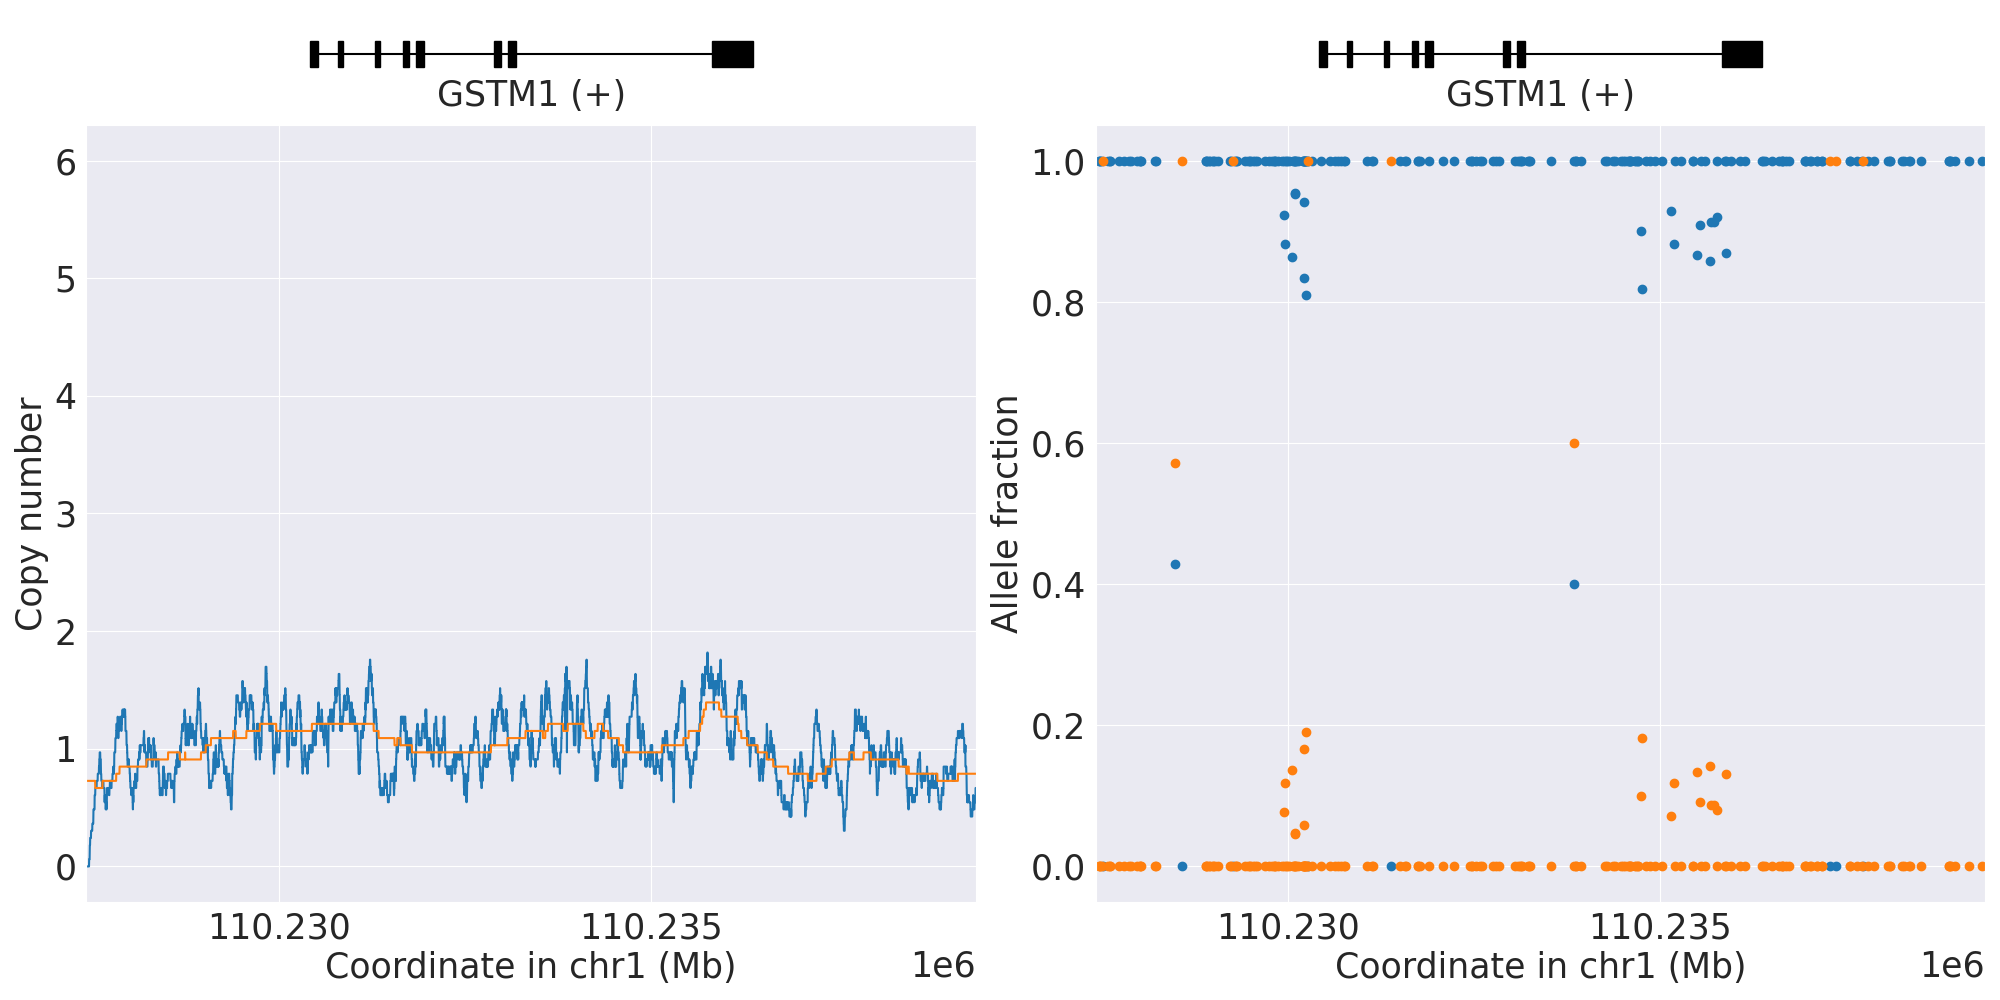 GSTM1 (+)
6
5
4
3
2
1
0
Copy number
110.230
110.235
Coordinate in chr1 (Mb)
1e6
GSTM1 (+)
1.0
0.8
0.6
0.4
0.2
0.0
Allele fraction
110.230
110.235
Coordinate in chr1 (Mb)
1e6